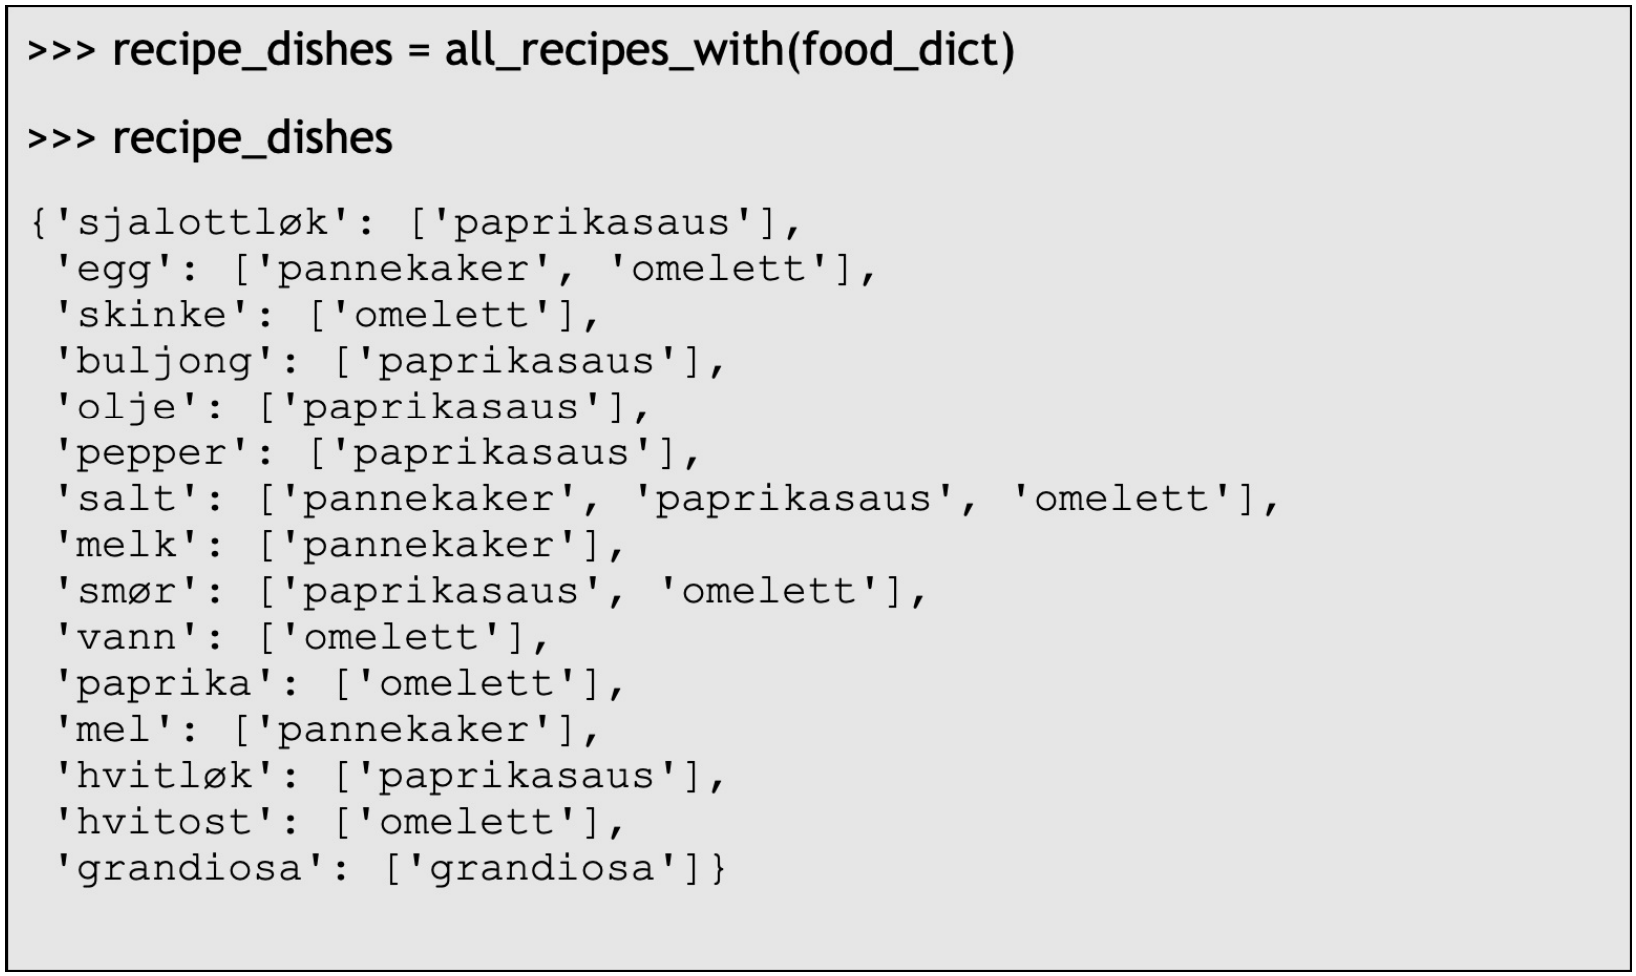 >>> recipe_dishes = all_recipes_with(food_dict)
>>> recipe_dishes
{'sjalottløk': ['paprikasaus'],
 'egg': ['pannekaker', 'omelett'],
 'skinke': ['omelett'],
 'buljong': ['paprikasaus'],
 'olje': ['paprikasaus'],
 'pepper': ['paprikasaus'],
 'salt': ['pannekaker', 'paprikasaus', 'omelett'],
 'melk': ['pannekaker'],
 'smør': ['paprikasaus', 'omelett'],
 'vann': ['omelett'],
 'paprika': ['omelett'],
 'mel': ['pannekaker'],
 'hvitløk': ['paprikasaus'],
 'hvitost': ['omelett'],
 'grandiosa': ['grandiosa']}